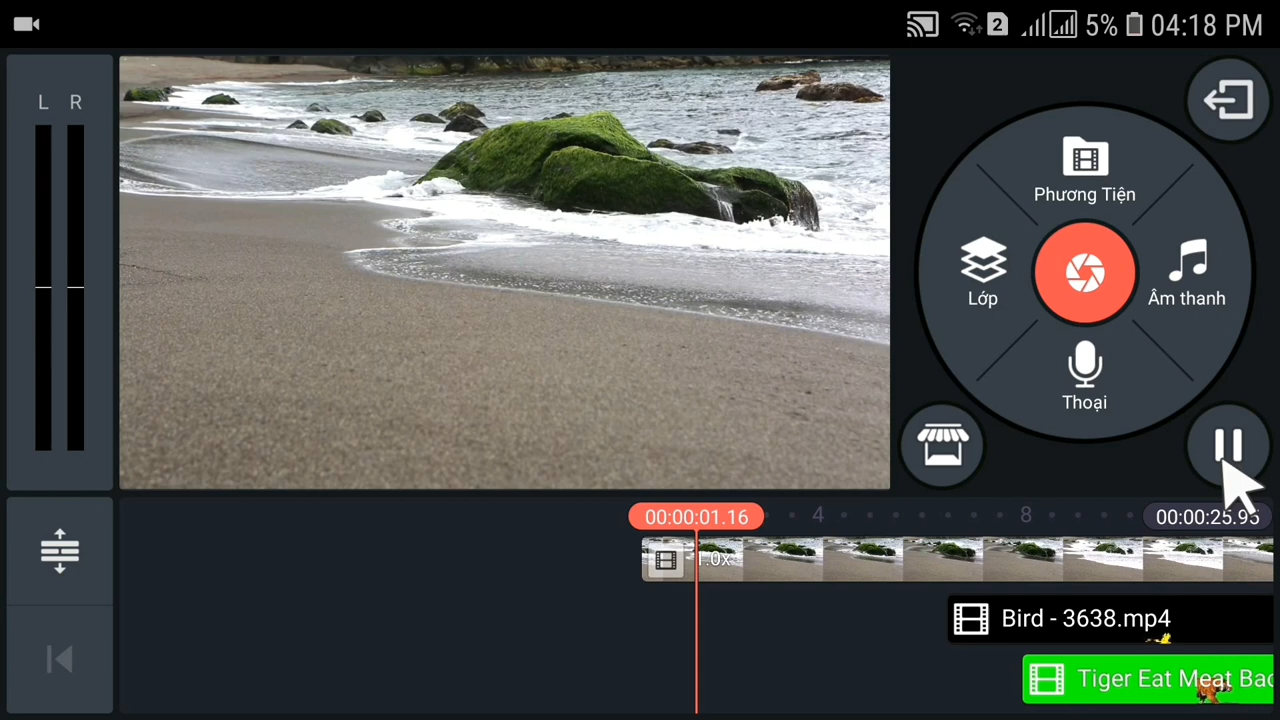 2 5% 04:18 PM
L R
Phương Tiện
Lớp
Âm thanh
Thoại
00:00:01.16 4 8 00:00:25.95
1.0x
Bird - 3638.mp4
Tiger Eat Meat Bac